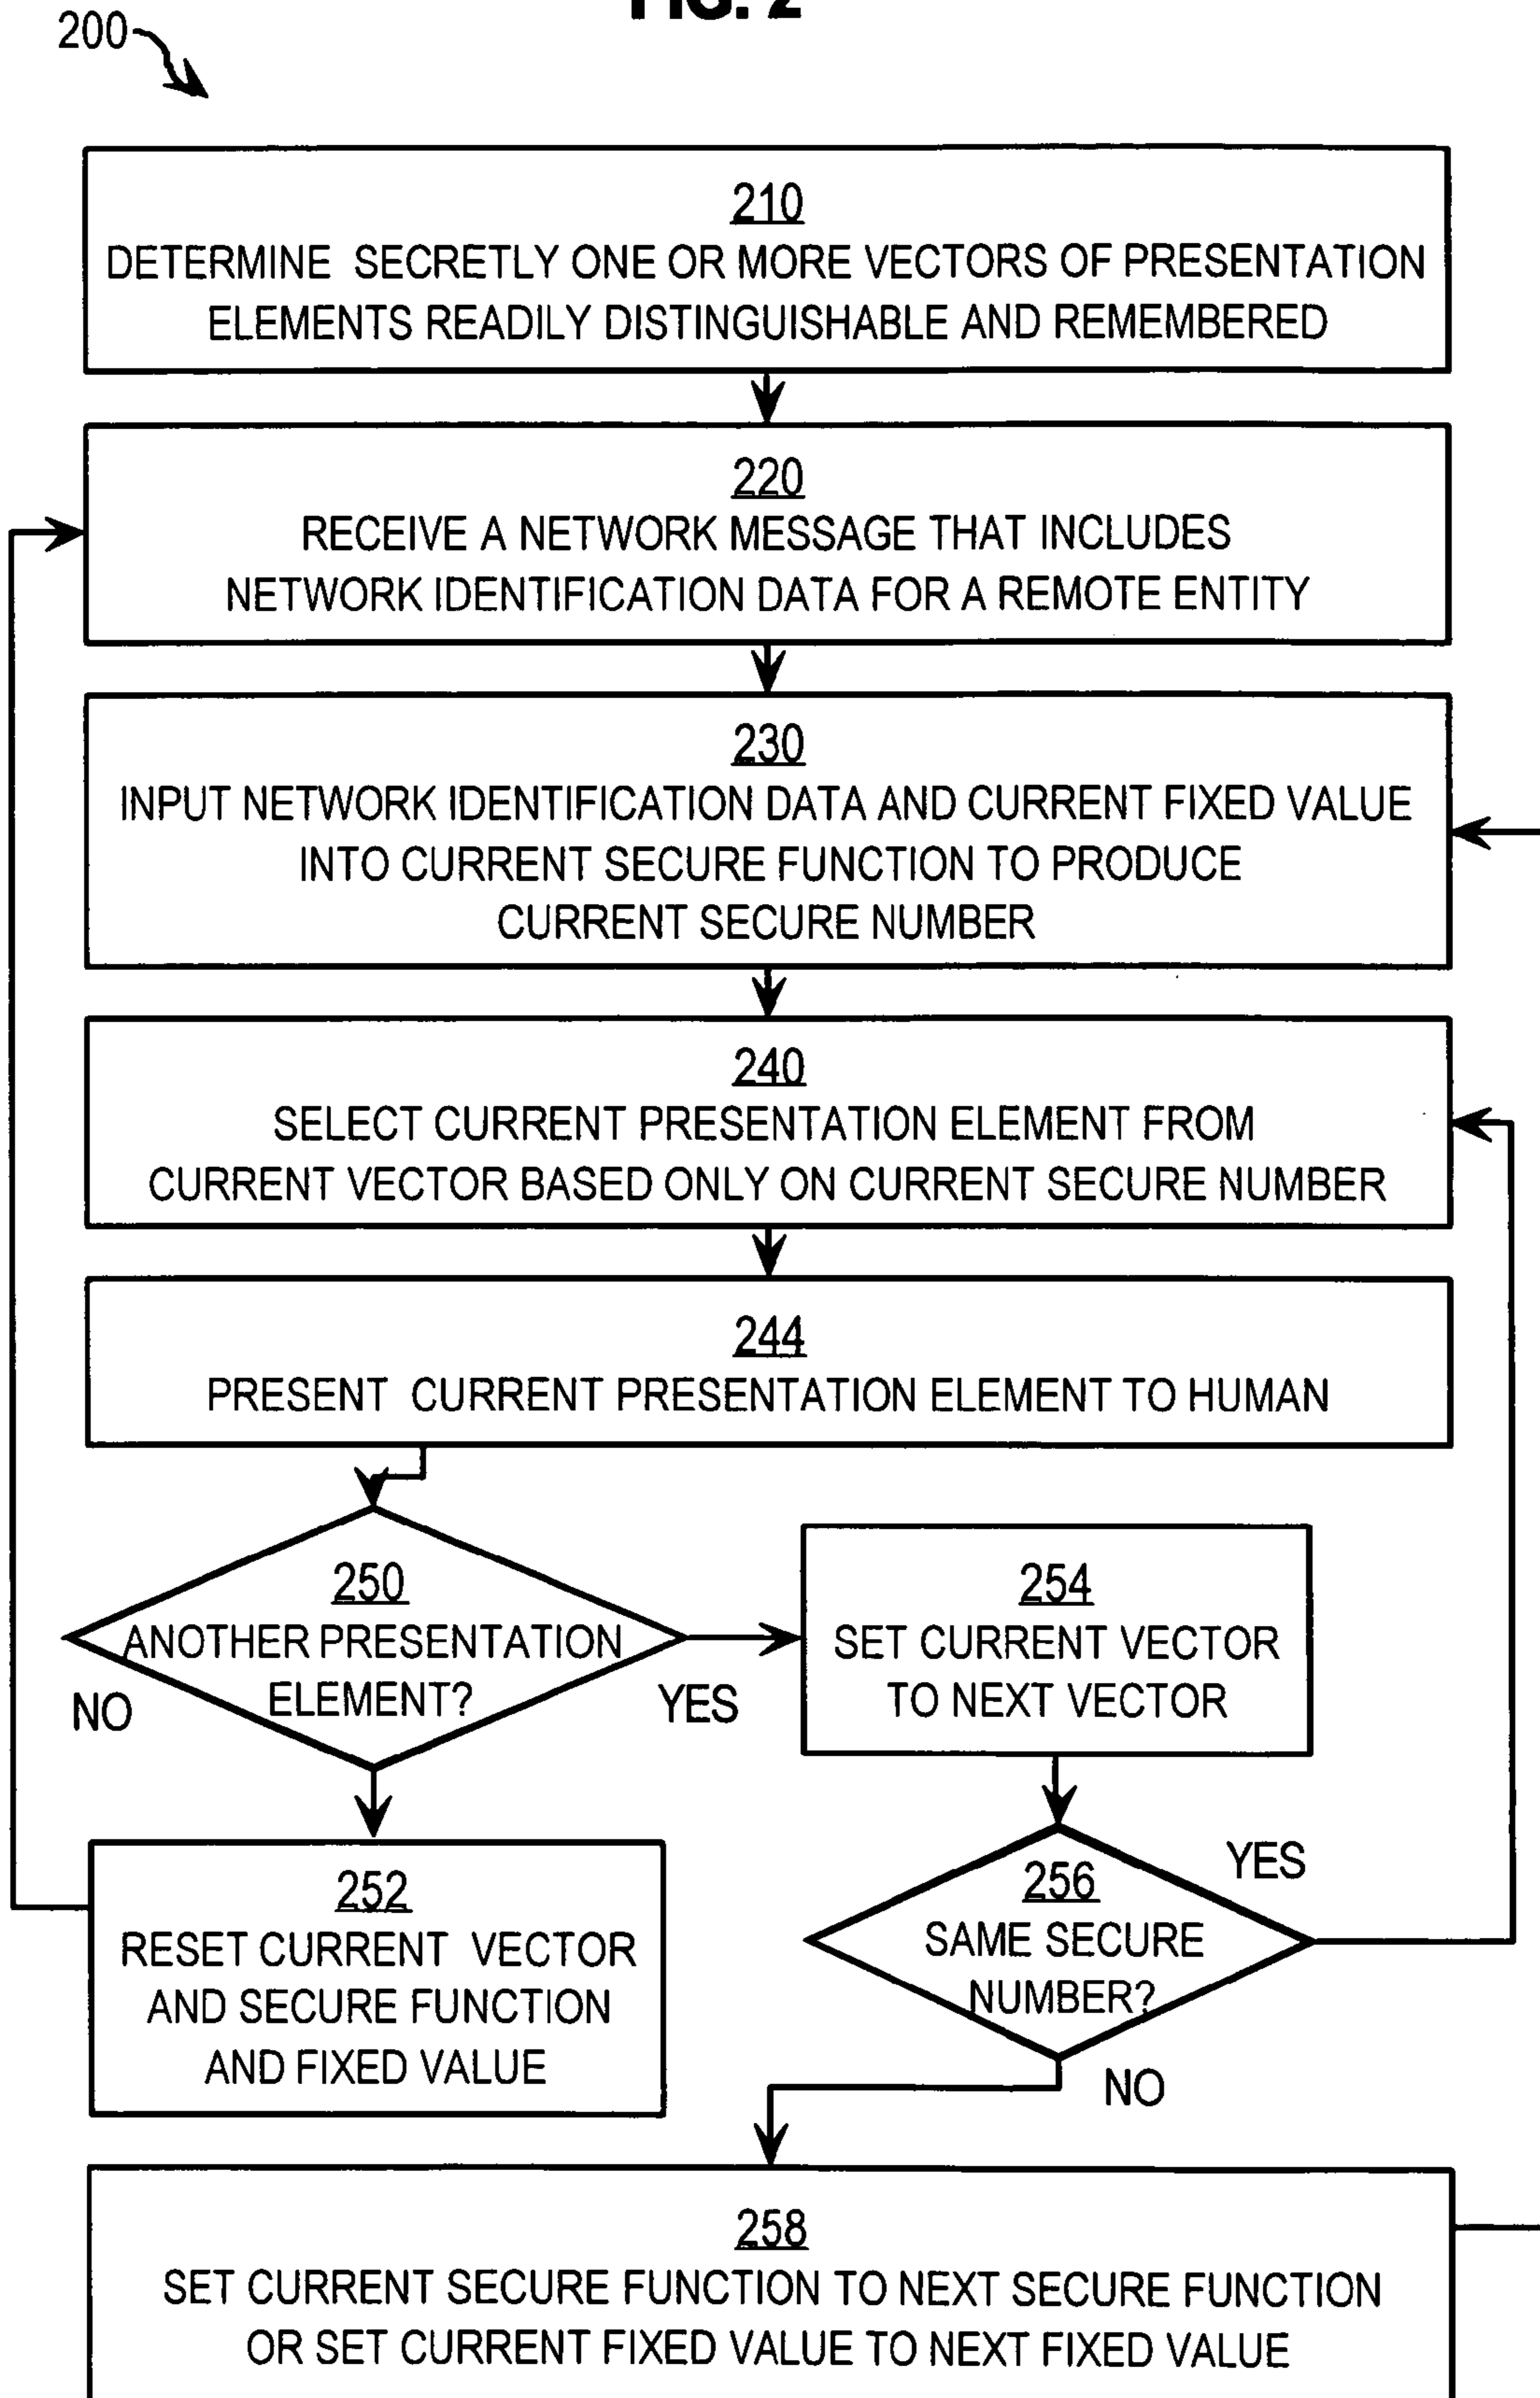 FIG. 2
200
210
DETERMINE SECRETLY ONE OR MORE VECTORS OF PRESENTATION
ELEMENTS READILY DISTINGUISHABLE AND REMEMBERED
220
RECEIVE A NETWORK MESSAGE THAT INCLUDES
NETWORK IDENTIFICATION DATA FOR A REMOTE ENTITY
230
INPUT NETWORK IDENTIFICATION DATA AND CURRENT FIXED VALUE
INTO CURRENT SECURE FUNCTION TO PRODUCE
CURRENT SECURE NUMBER
240
SELECT CURRENT PRESENTATION ELEMENT FROM
CURRENT VECTOR BASED ONLY ON CURRENT SECURE NUMBER
244
PRESENT CURRENT PRESENTATION ELEMENT TO HUMAN
250
ANOTHER PRESENTATION
ELEMENT?
NO
YES
254
SET CURRENT VECTOR
TO NEXT VECTOR
252
RESET CURRENT VECTOR
AND SECURE FUNCTION
AND FIXED VALUE
256
SAME SECURE
NUMBER?
YES
NO
258
SET CURRENT SECURE FUNCTION TO NEXT SECURE FUNCTION
OR SET CURRENT FIXED VALUE TO NEXT FIXED VALUE